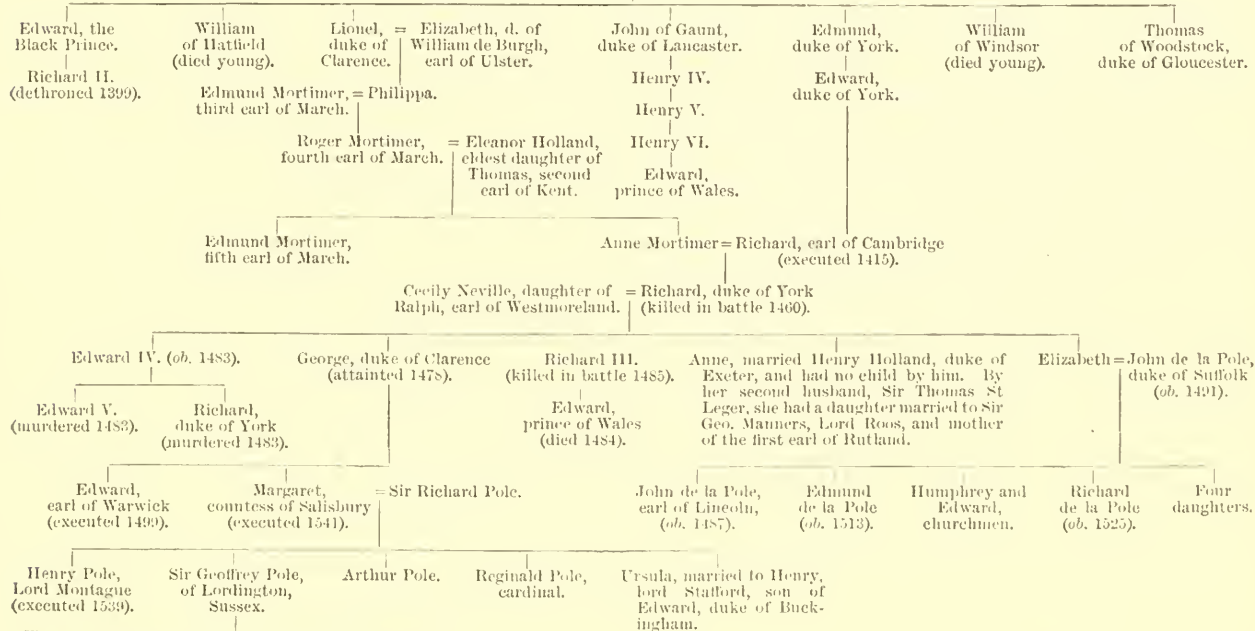 Edward, the
Black Prince.
Richard II.
(dethroned 1399).
William
of Hatfield
(died young).
Lionel, = Elizabeth, d. of
duke of William de Burgh,
Clarence. earl of Ulster.
John of Gaunt,
duke of Lancaster.
Henry IV.
Henry V.
Henry VI.
Edward,
prince of Wales.
Edmund,
duke of York.
Edward,
duke of York.
William
of Windsor
(died young).
Thomas
of Woodstock,
duke of Gloucester.
Edmund Mortimer, = Philippa.
third earl of March.
Roger Mortimer, = Eleanor Holland,
fourth earl of March. eldest daughter of
Thomas, second
earl of Kent.
Edmund Mortimer,
fifth earl of March.
Anne Mortimer = Richard, earl of Cambridge
(executed 1415).
Cecily Neville, daughter of = Richard, duke of York
Ralph, earl of Westmoreland. (killed in battle 1460).
Edward IV. (ob. 1483).
George, duke of Clarence
(attainted 1478).
Richard III.
(killed in battle 1485).
Edward,
prince of Wales
(died 1484).
Anne, married Henry Holland, duke of
Exeter, and had no child by him. By
her second husband, Sir Thomas St
Leger, she had a daughter married to Sir
Geo. Manners, Lord Roos, and mother
of the first earl of Rutland.
Elizabeth = John de la Pole,
duke of Suffolk
(ob. 1491).
Edward V.
(murdered 1483).
Richard,
duke of York
(murdered 1483).
Edward,
earl of Warwick
(executed 1499).
Margaret, = Sir Richard Pole.
countess of Salisbury
(executed 1541).
John de la Pole,
earl of Lincoln,
(ob. 1487).
Edmund
de la Pole
(ob. 1513).
Humphrey and
Edward,
churchmen.
Richard
de la Pole
(ob. 1525).
Four
daughters.
Henry Pole,
Lord Montague
(executed 1539).
Sir Geoffrey Pole,
of Lordington,
Sussex.
Arthur Pole.
Reginald Pole,
cardinal.
Ursula, married to Henry,
lord Stafford, son of
Edward, duke of Buck-
ingham.